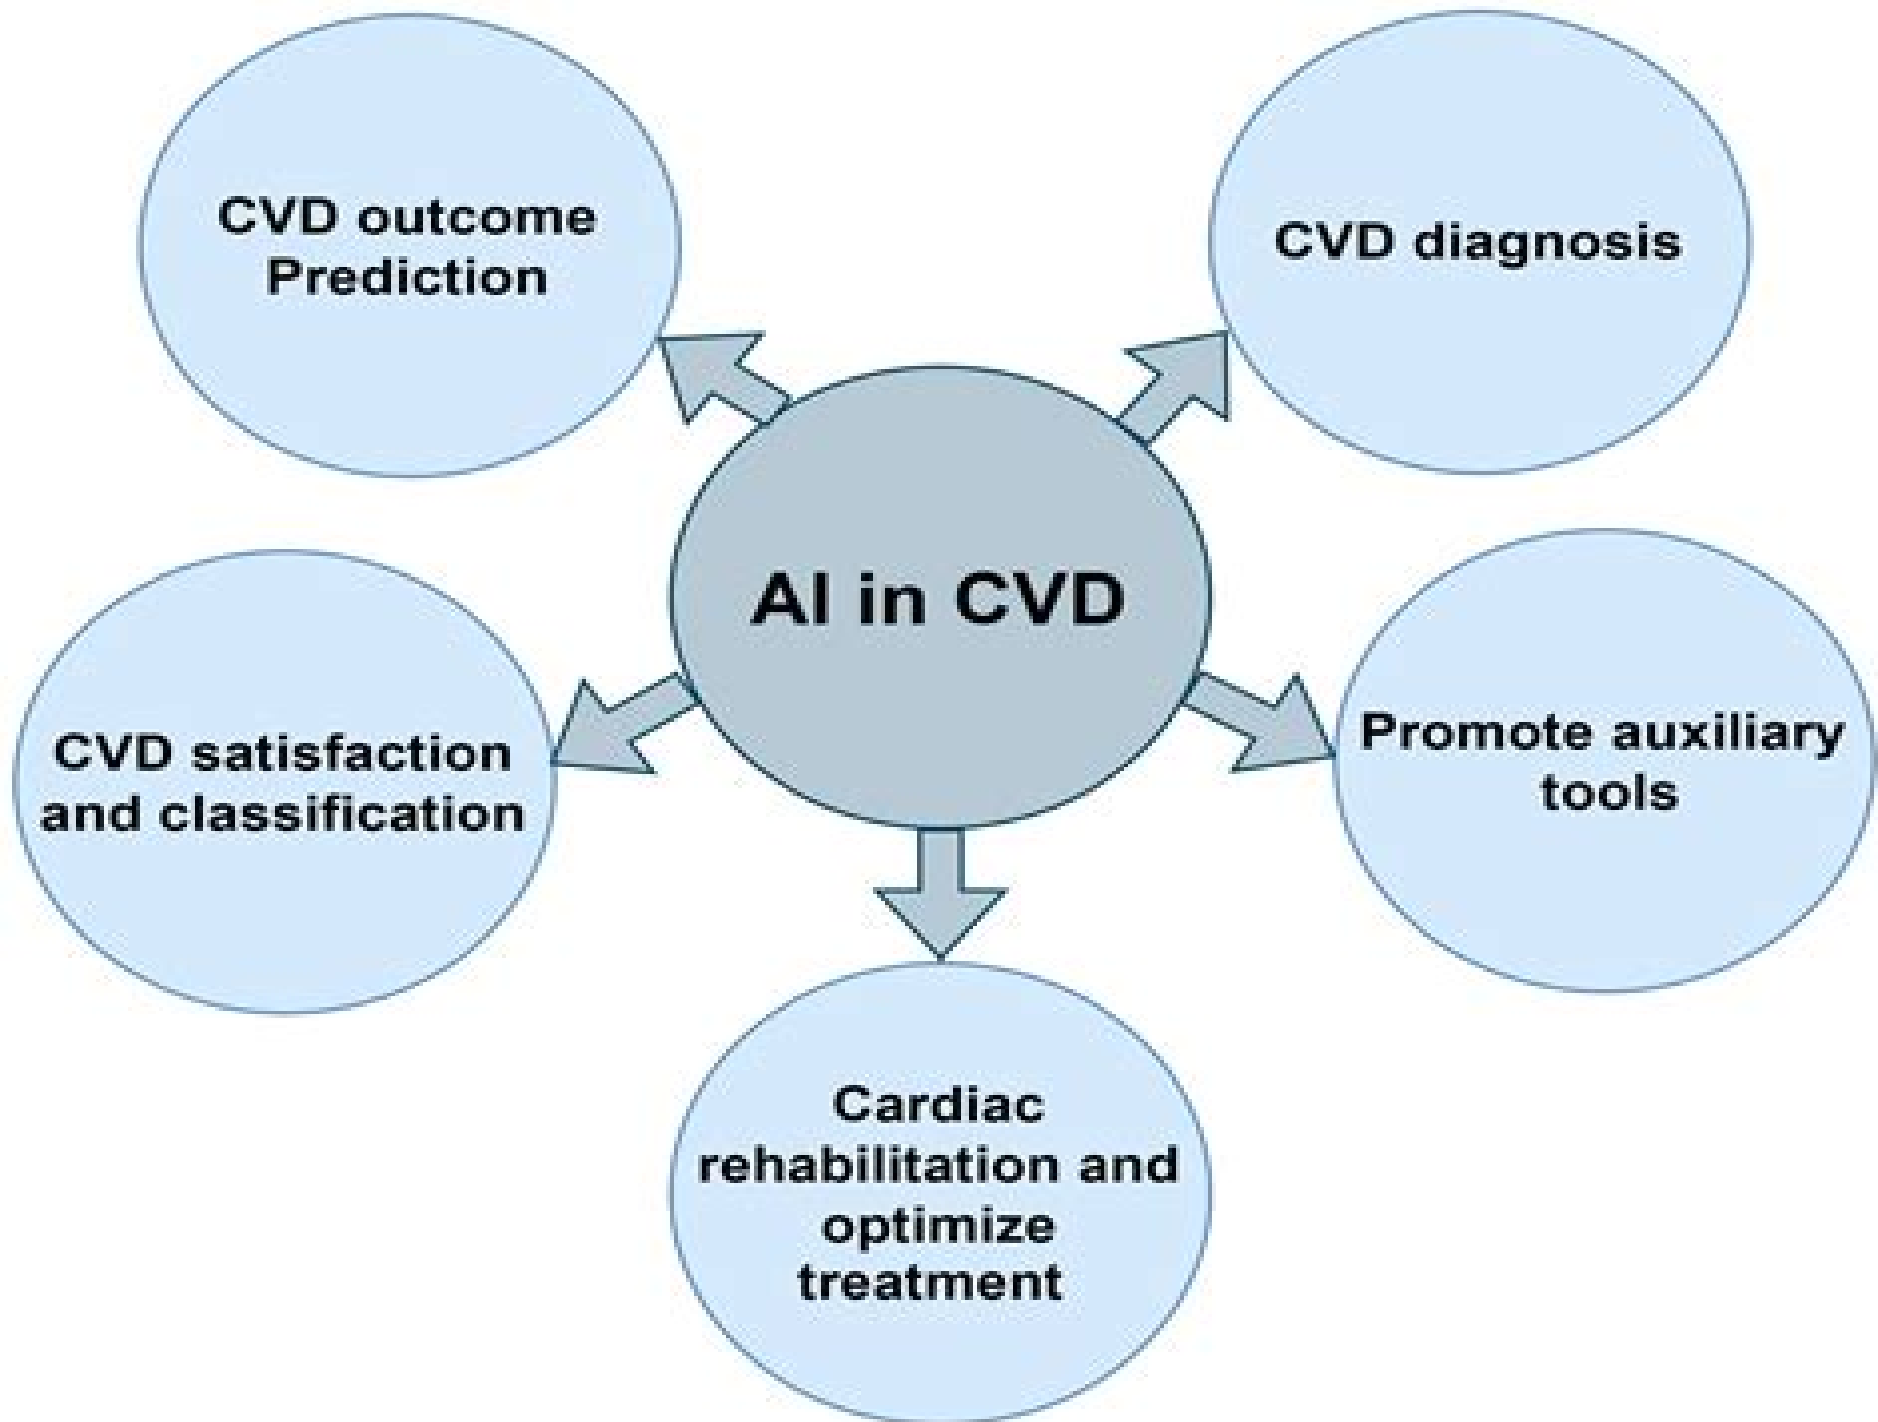 CVD outcome
Prediction
CVD diagnosis
AI in CVD
CVD satisfaction
and classification
Promote auxiliary
tools
Cardiac
rehabilitation and
optimize
treatment